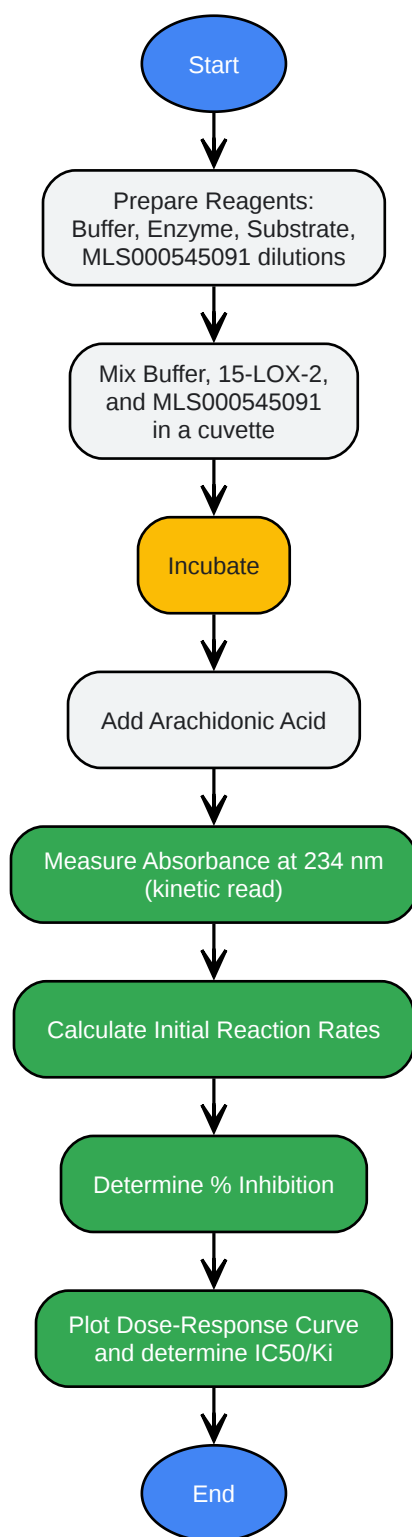 Start
Prepare Reagents:
Buffer, Enzyme, Substrate,
MLS000545091 dilutions
Mix Buffer, 15-LOX-2,
and MLS000545091
in a cuvette
Incubate
Add Arachidonic Acid
Measure Absorbance at 234 nm
(kinetic read)
Calculate Initial Reaction Rates
Determine % Inhibition
Plot Dose-Response Curve
and determine IC50/Ki
End